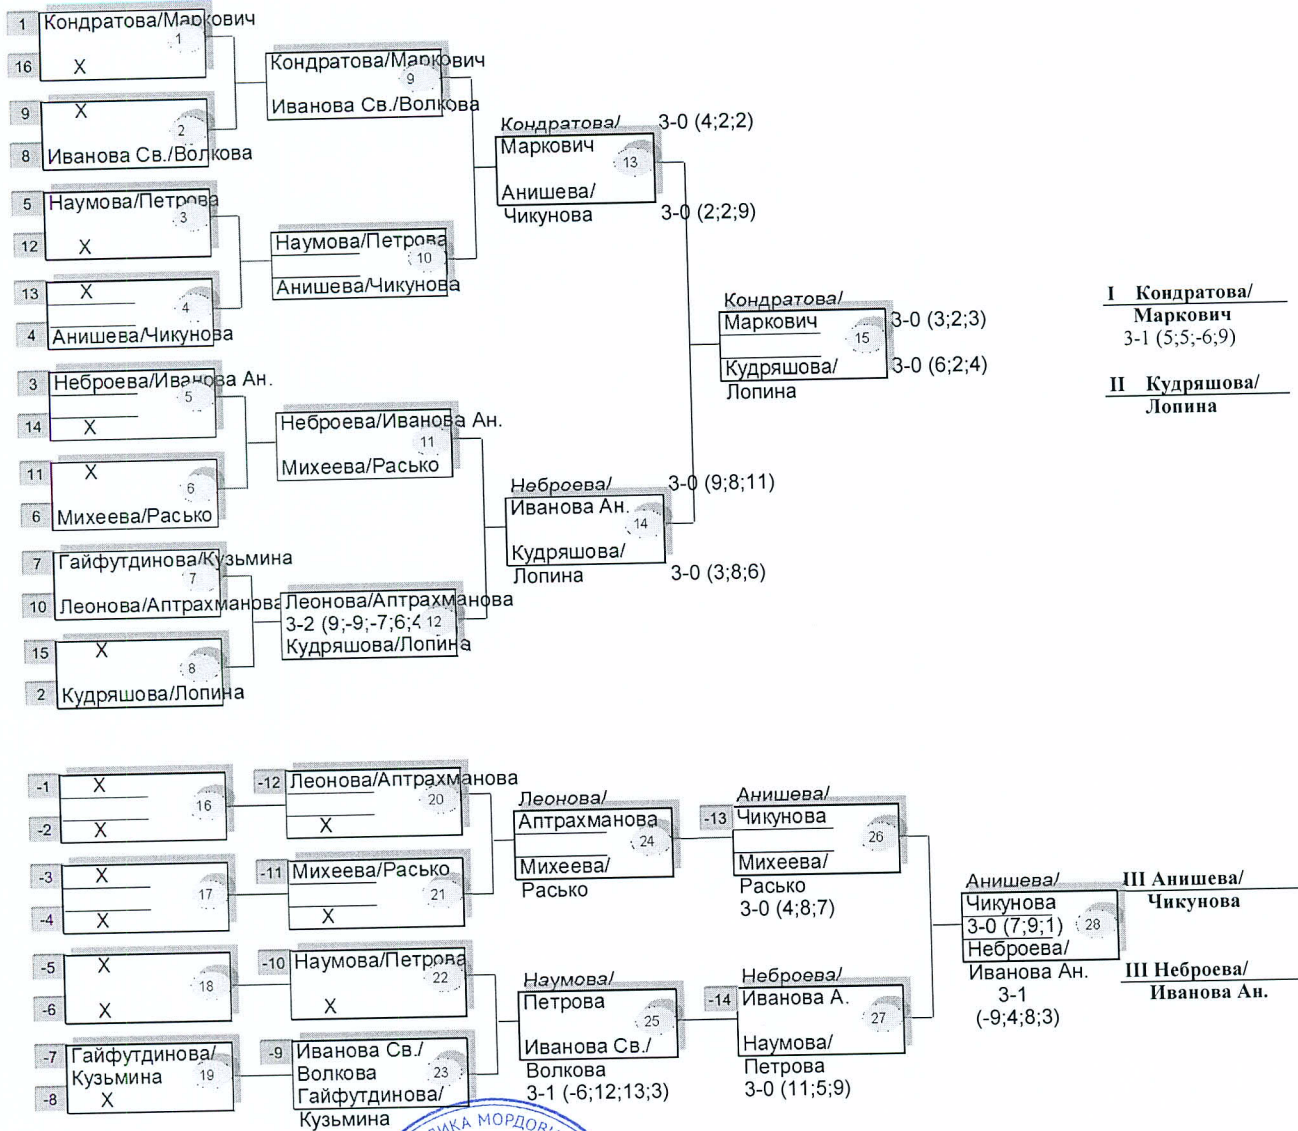 1 Кондратова/Маркович
1
16 X
9 X
2
8 Иванова Св./Волкова
Кондратова/Маркович
9
Иванова Св./Волкова
5 Наумова/Петрова
3
12 X
13 X
4
4 Анишева/Чикунова
Наумова/Петрова
10
Анишева/Чикунова
Кондратова/ 3-0 (4;2;2)
Маркович
13
Анишева/
Чикунова 3-0 (2;2;9)
3 Неброева/Иванова Ан.
5
14 X
11 X
6
6 Михеева/Расько
Неброева/Иванова Ан.
11
Михеева/Расько
7 Гайфутдинова/Кузьмина
7
10 Леонова/Аптрахманова
15 X
8
2 Кудряшова/Лопина
Леонова/Аптрахманова
3-2 (9;-9;-7;6;4 12
Кудряшова/Лопина
Неброева/ 3-0 (9;8;11)
Иванова Ан.
14
Кудряшова/
Лопина 3-0 (3;8;6)
Кондратова/
Маркович 3-0 (3;2;3)
15
Кудряшова/ 3-0 (6;2;4)
Лопина
I Кондратова/
Маркович
3-1 (5;5;-6;9)
II Кудряшова/
Лопина
-1 X
16
-2 X
-3 X
17
-4 X
-5 X
18
-6 X
-7 Гайфутдинова/
Кузьмина 19
-8 X
-12 Леонова/Аптрахманова
20
X
-11 Михеева/Расько
21
X
-10 Наумова/Петрова
22
X
-9 Иванова Св./
Волкова 23
Гайфутдинова/
Кузьмина
Леонова/
Аптрахманова
24
Михеева/
Расько
Наумова/
Петрова
25
Иванова Св./
Волкова
3-1 (-6;12;13;3)
Анишева/
-13 Чикунова
26
Михеева/
Расько
3-0 (4;8;7)
Неброева/
-14 Иванова А.
27
Наумова/
Петрова
3-0 (11;5;9)
Анишева/
Чикунова
3-0 (7;9;1) 28
Неброева/
Иванова Ан.
3-1
(-9;4;8;3)
III Анишева/
Чикунова
III Неброева/
Иванова Ан.